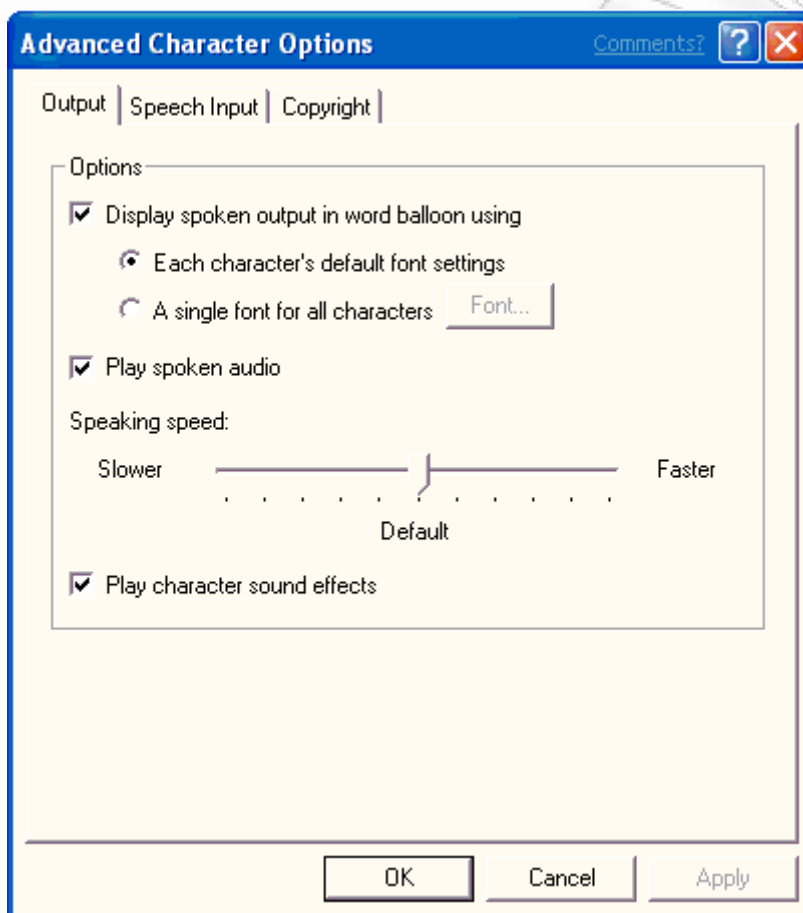 Advanced Character Options Comments?
Output Speech Input Copyright
Options
Display spoken output in word balloon using
Each character's default font settings
A single font for all characters Font...
Play spoken audio
Speaking speed:
Slower Faster
Default
Play character sound effects
OK Cancel Apply